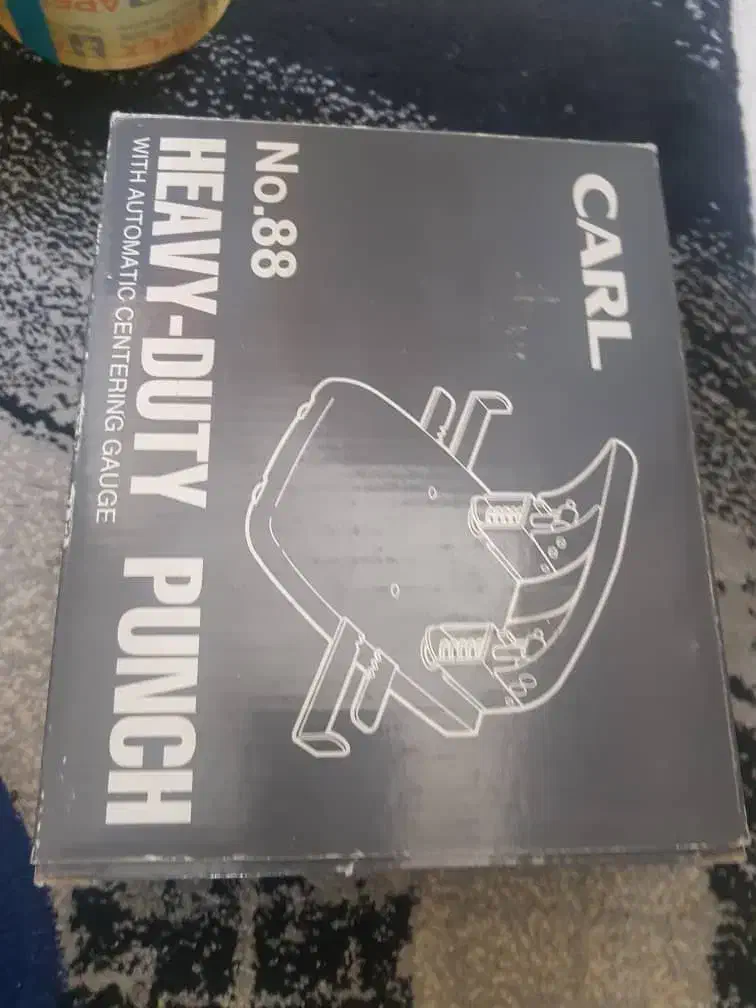 CARL
No.88
HEAVY-DUTY PUNCH
WITH AUTOMATIC CENTERING GAUGE